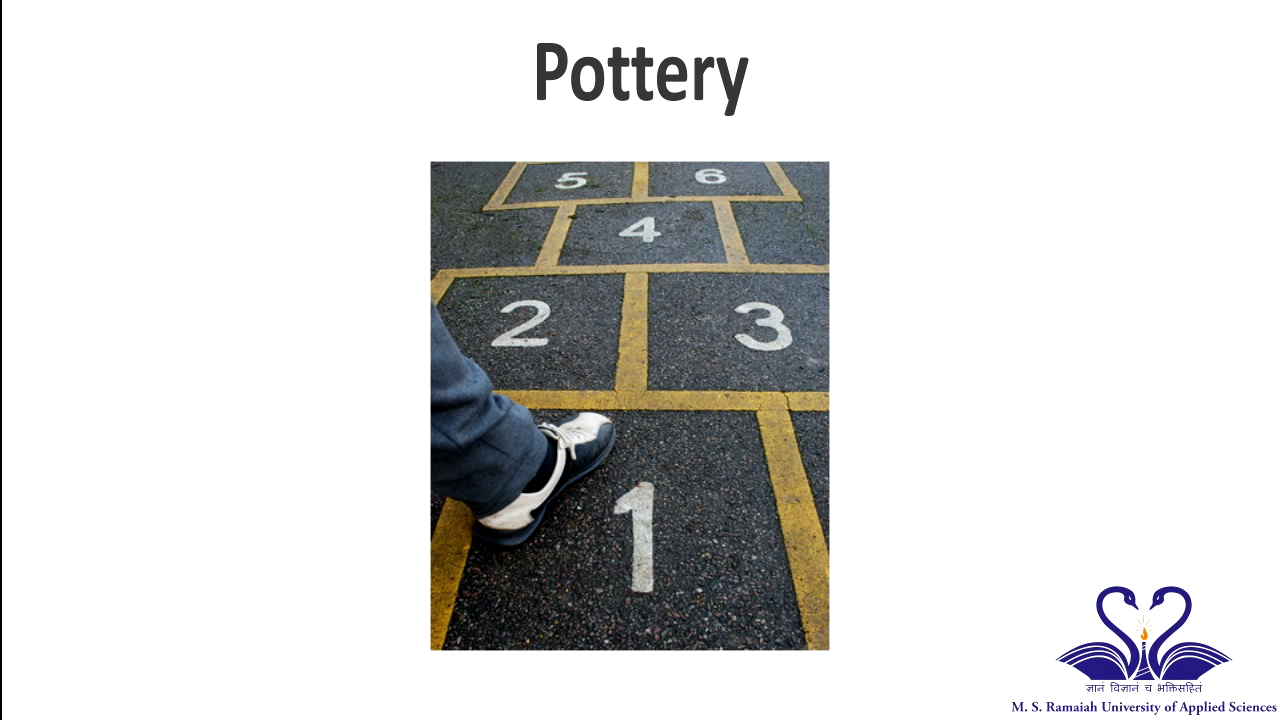 Pottery
5 6
4
2 3
1
ज्ञानं विज्ञानं च भक्तिसहितं
M. S. Ramaiah University of Applied Sciences